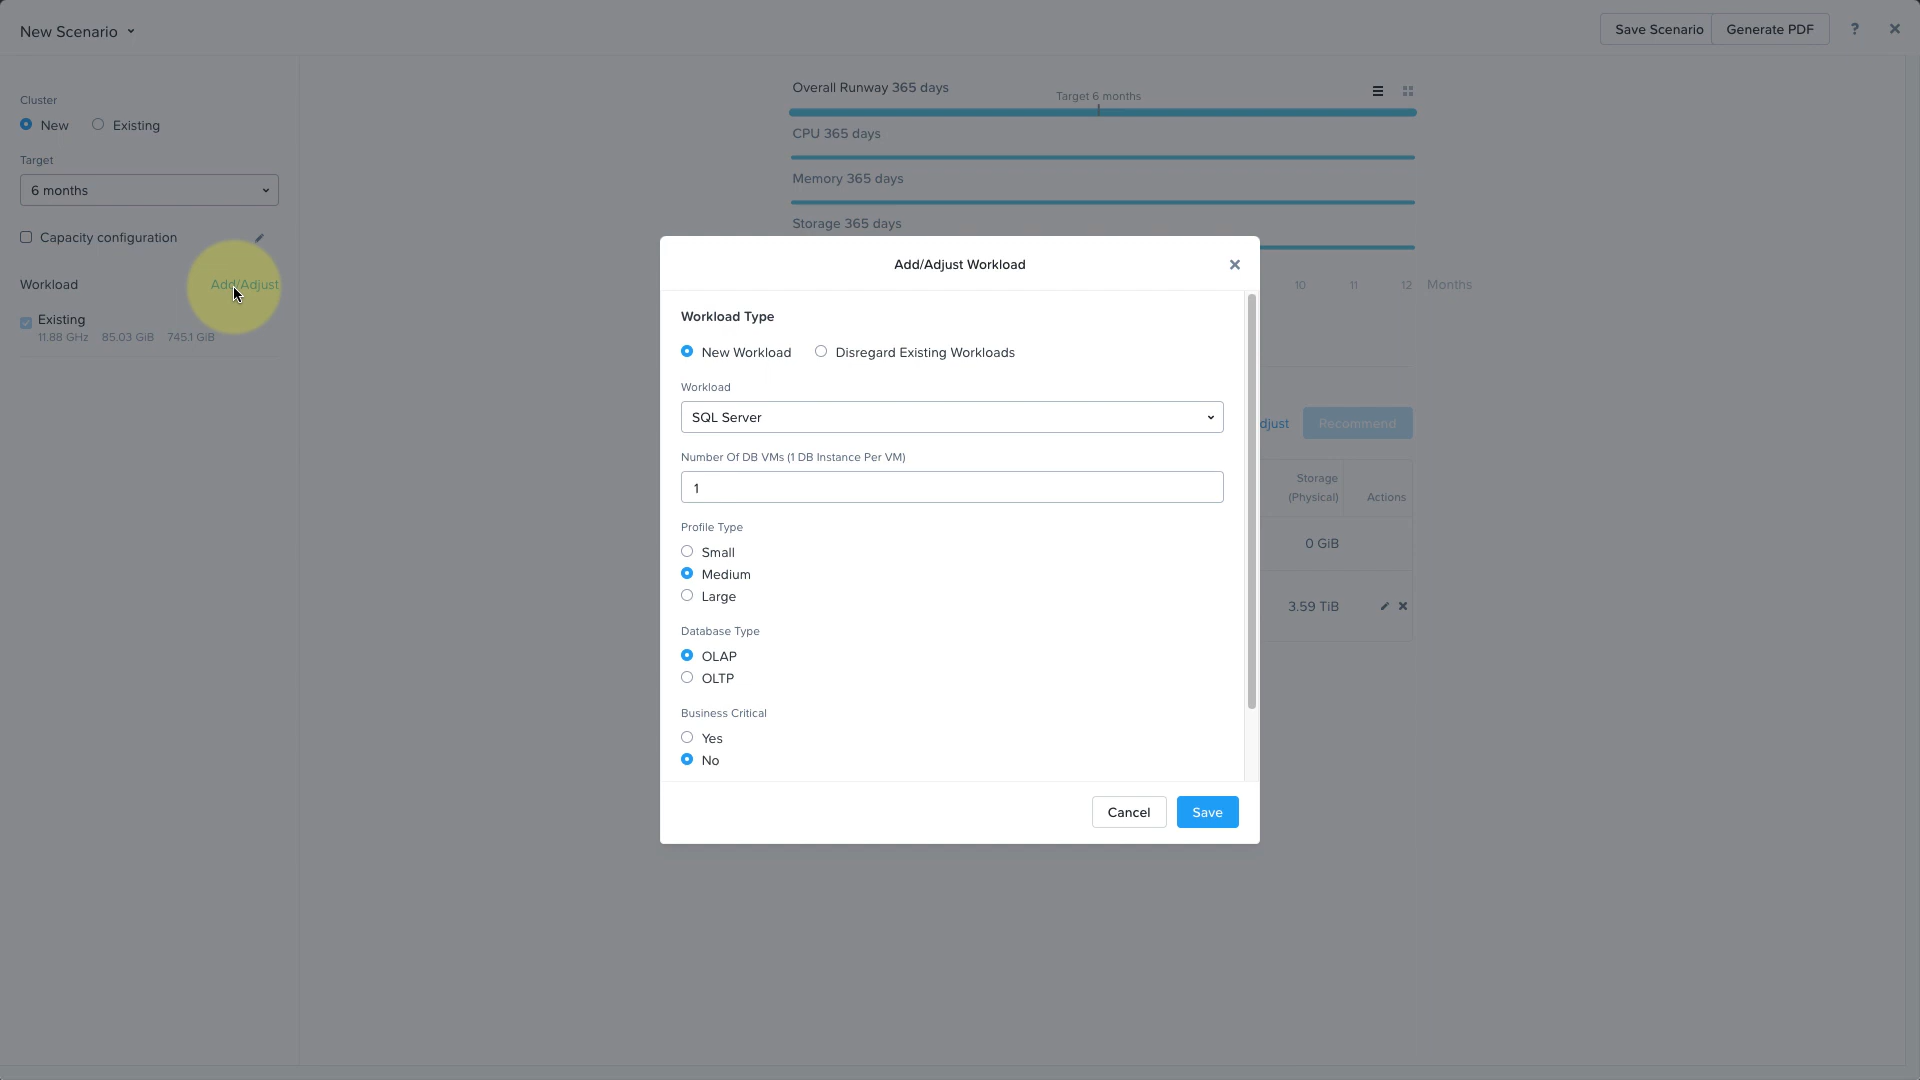 New Scenario
Save Scenario
Generate PDF
?
Cluster
New
Existing
Target
6 months
Capacity configuration
Workload
Add/Adjust
Existing
11.88 GHz 85.03 GiB 745.1 GiB
Overall Runway 365 days
Target 6 months
CPU 365 days
Memory 365 days
Storage 365 days
10 11 12 Months
djust
Recommend
Storage
(Physical)
Actions
0 GiB
3.59 TiB
Add/Adjust Workload
Workload Type
New Workload
Disregard Existing Workloads
Workload
SQL Server
Number Of DB VMs (1 DB Instance Per VM)
1
Profile Type
Small
Medium
Large
Database Type
OLAP
OLTP
Business Critical
Yes
No
Cancel
Save